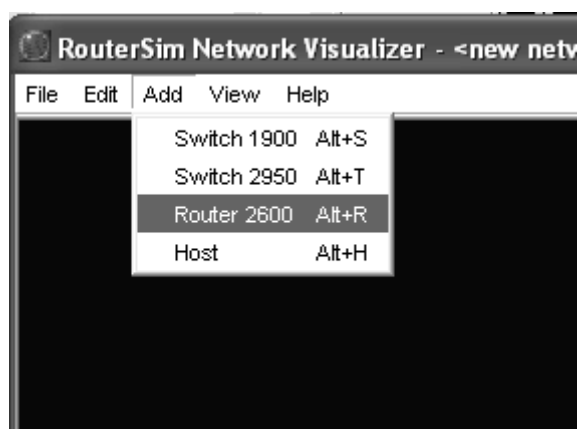 RouterSim Network Visualizer - <new netw
File Edit Add View Help
Switch 1900 Alt+S
Switch 2950 Alt+T
Router 2600 Alt+R
Host Alt+H